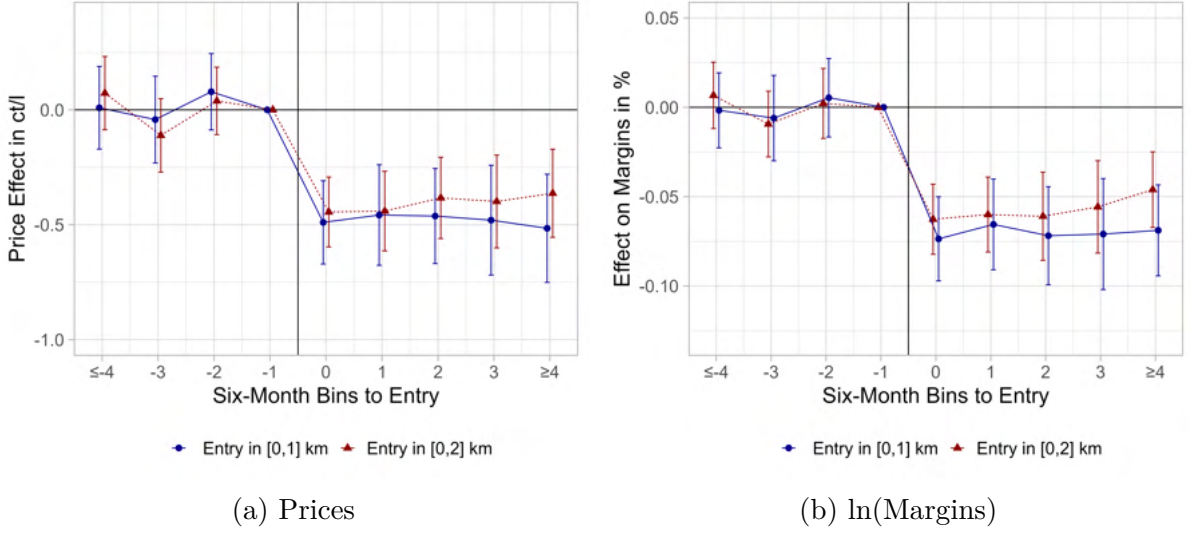 0.0
-0.5
-1.0
Price Effect in ct/l
≤-4 -3 -2 -1 0 1 2 3 ≥4
Six-Month Bins to Entry
Entry in [0,1] km Entry in [0,2] km
(a) Prices
0.05
0.00
-0.05
-0.10
Effect on Margins in %
≤-4 -3 -2 -1 0 1 2 3 ≥4
Six-Month Bins to Entry
Entry in [0,1] km Entry in [0,2] km
(b) ln(Margins)